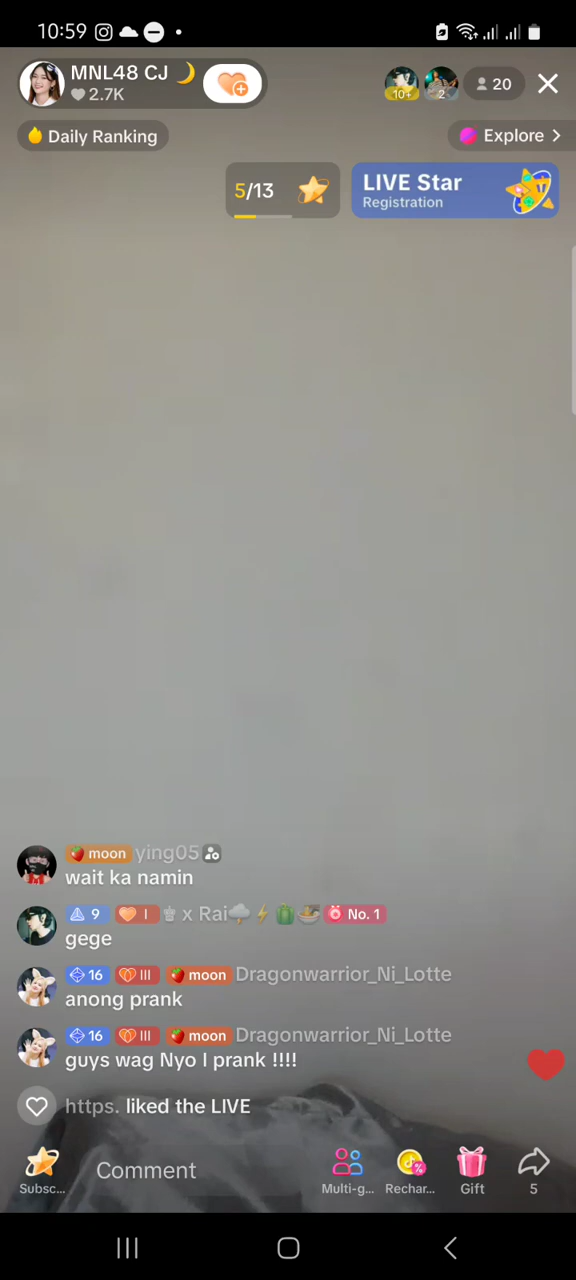 10:59
MNL48 CJ 🌙
2.7K
10+
2
20
Daily Ranking
Explore
5/13
LIVE Star
Registration
moon ying05
wait ka namin
9 I x Rai🌩️⚡ No. 1
gege
16 III moon Dragonwarrior_Ni_Lotte
anong prank
16 III moon Dragonwarrior_Ni_Lotte
guys wag Nyo I prank !!!!
https. liked the LIVE
Comment
Subsc...
Multi-g...
Rechar...
Gift
5